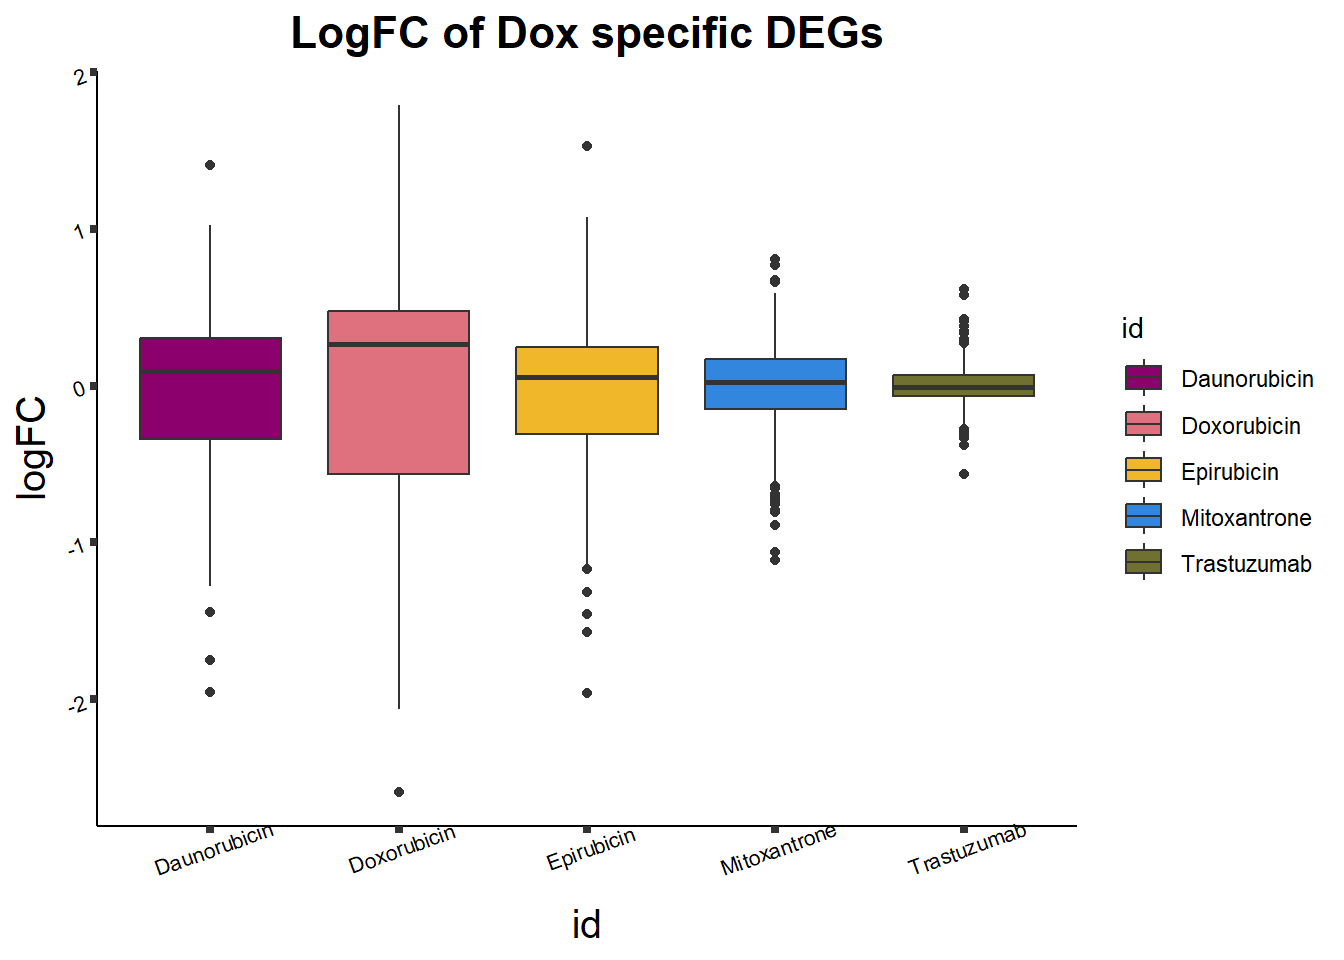 LogFC of Dox specific DEGs
2
1
0
-1
-2
logFC
Daunorubicin
Doxorubicin
Epirubicin
Mitoxantrone
Trastuzumab
id
id
Daunorubicin
Doxorubicin
Epirubicin
Mitoxantrone
Trastuzumab